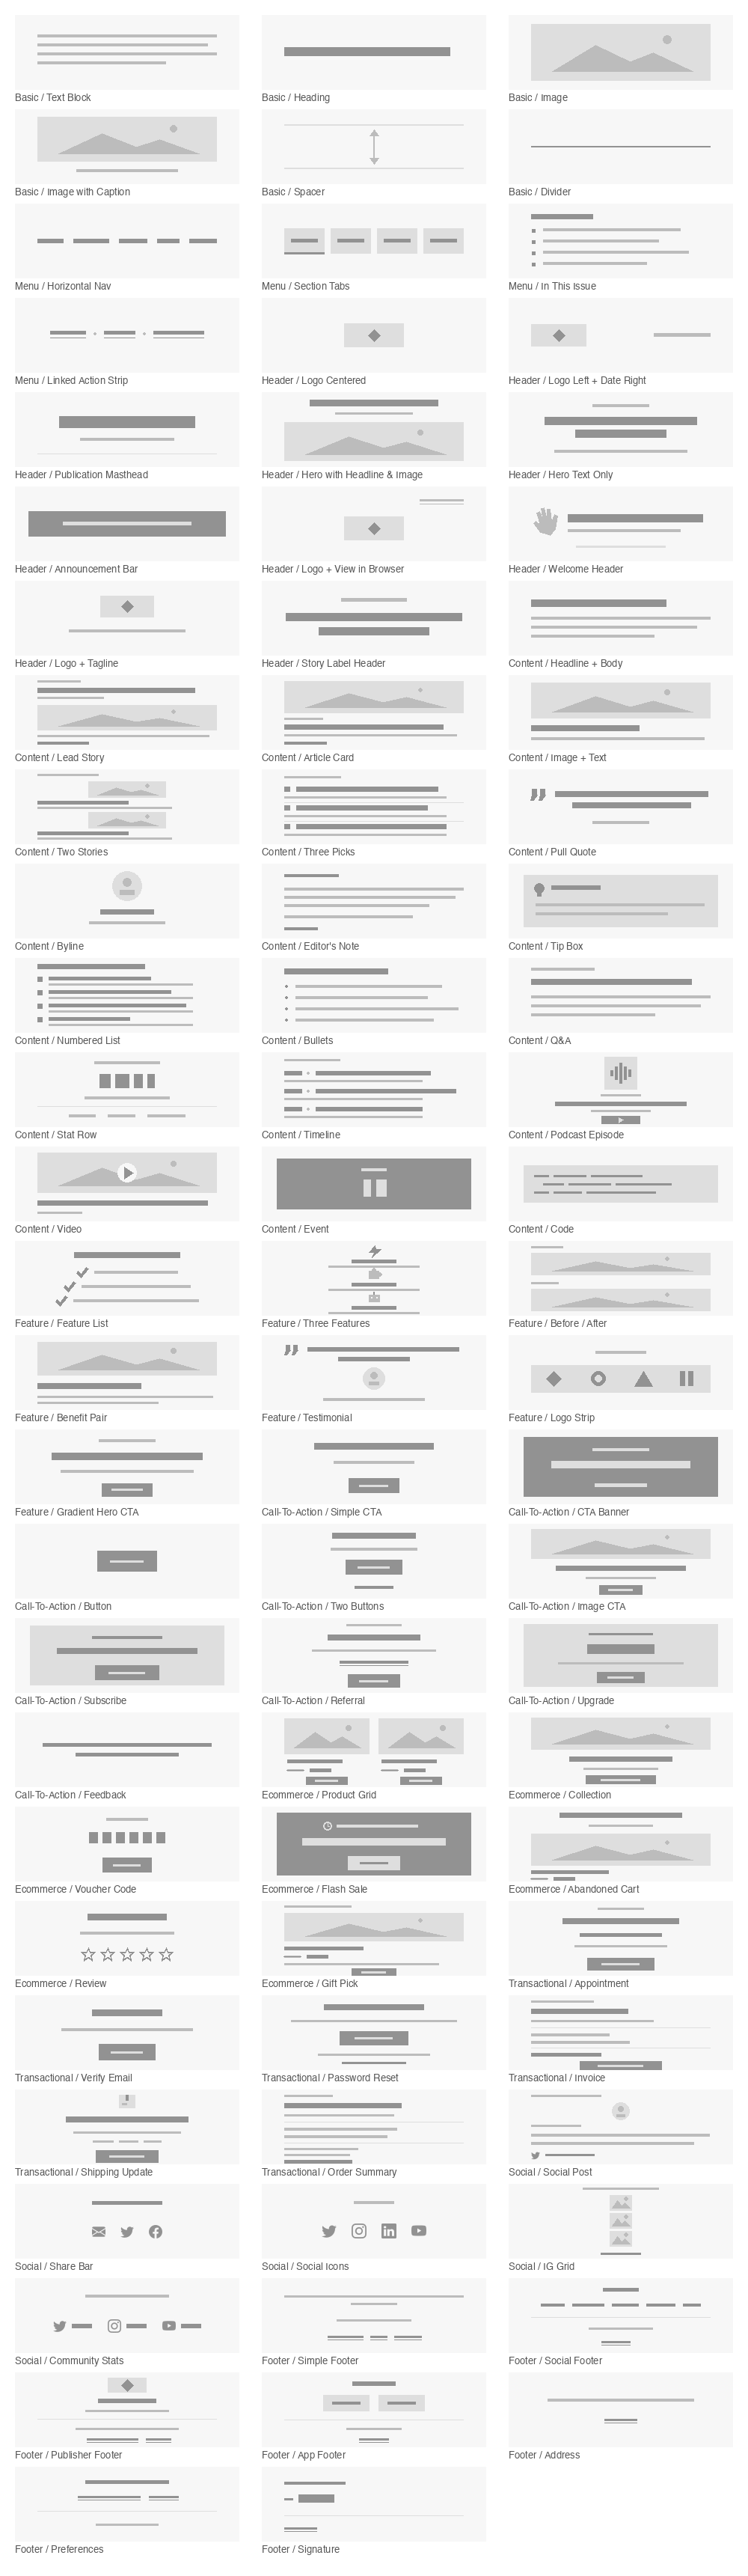 Basic / Text Block
Basic / Heading
Basic / Image
Basic / Image with Caption
Basic / Spacer
Basic / Divider
Menu / Horizontal Nav
Menu / Section Tabs
Menu / In This Issue
Menu / Linked Action Strip
Header / Logo Centered
Header / Logo Left + Date Right
Header / Publication Masthead
Header / Hero with Headline & Image
Header / Hero Text Only
Header / Announcement Bar
Header / Logo + View in Browser
Header / Welcome Header
Header / Logo + Tagline
Header / Story Label Header
Content / Headline + Body
Content / Lead Story
Content / Article Card
Content / Image + Text
Content / Two Stories
Content / Three Picks
Content / Pull Quote
Content / Byline
Content / Editor's Note
Content / Tip Box
Content / Numbered List
Content / Bullets
Content / Q&A
Content / Stat Row
Content / Timeline
Content / Podcast Episode
Content / Video
Content / Event
Content / Code
Feature / Feature List
Feature / Three Features
Feature / Before / After
Feature / Benefit Pair
Feature / Testimonial
Feature / Logo Strip
Feature / Gradient Hero CTA
Call-To-Action / Simple CTA
Call-To-Action / CTA Banner
Call-To-Action / Button
Call-To-Action / Two Buttons
Call-To-Action / Image CTA
Call-To-Action / Subscribe
Call-To-Action / Referral
Call-To-Action / Upgrade
Call-To-Action / Feedback
Ecommerce / Product Grid
Ecommerce / Collection
Ecommerce / Voucher Code
Ecommerce / Flash Sale
Ecommerce / Abandoned Cart
Ecommerce / Review
Ecommerce / Gift Pick
Transactional / Appointment
Transactional / Verify Email
Transactional / Password Reset
Transactional / Invoice
Transactional / Shipping Update
Transactional / Order Summary
Social / Social Post
Social / Share Bar
Social / Social Icons
Social / IG Grid
Social / Community Stats
Footer / Simple Footer
Footer / Social Footer
Footer / Publisher Footer
Footer / App Footer
Footer / Address
Footer / Preferences
Footer / Signature